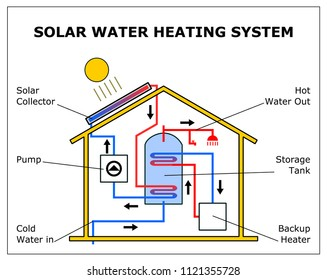 SOLAR WATER HEATING SYSTEM
Solar
Collector
Hot
Water Out
Pump
Storage
Tank
Cold
Water in
Backup
Heater
shutterstock.com · 1121355728